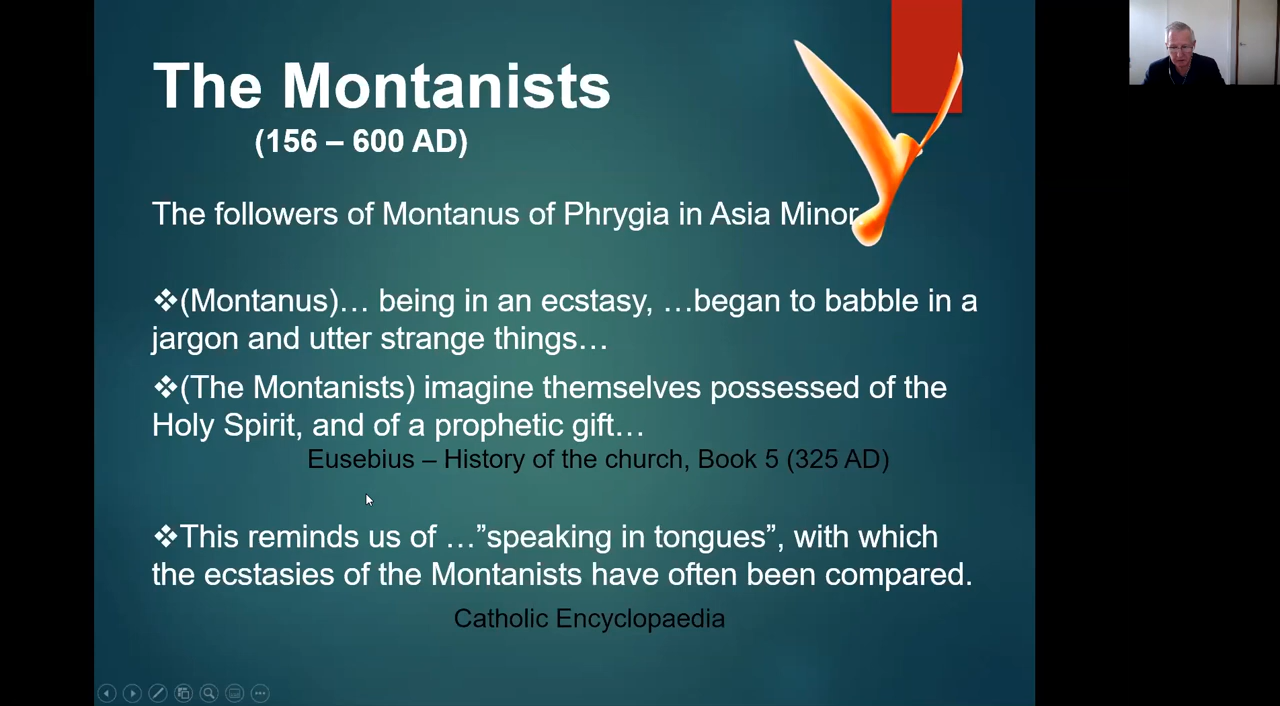 The Montanists
(156 – 600 AD)
The followers of Montanus of Phrygia in Asia Minor
❖(Montanus)… being in an ecstasy, …began to babble in a
jargon and utter strange things…
❖(The Montanists) imagine themselves possessed of the
Holy Spirit, and of a prophetic gift…
Eusebius – History of the church, Book 5 (325 AD)
❖This reminds us of …”speaking in tongues”, with which
the ecstasies of the Montanists have often been compared.
Catholic Encyclopaedia